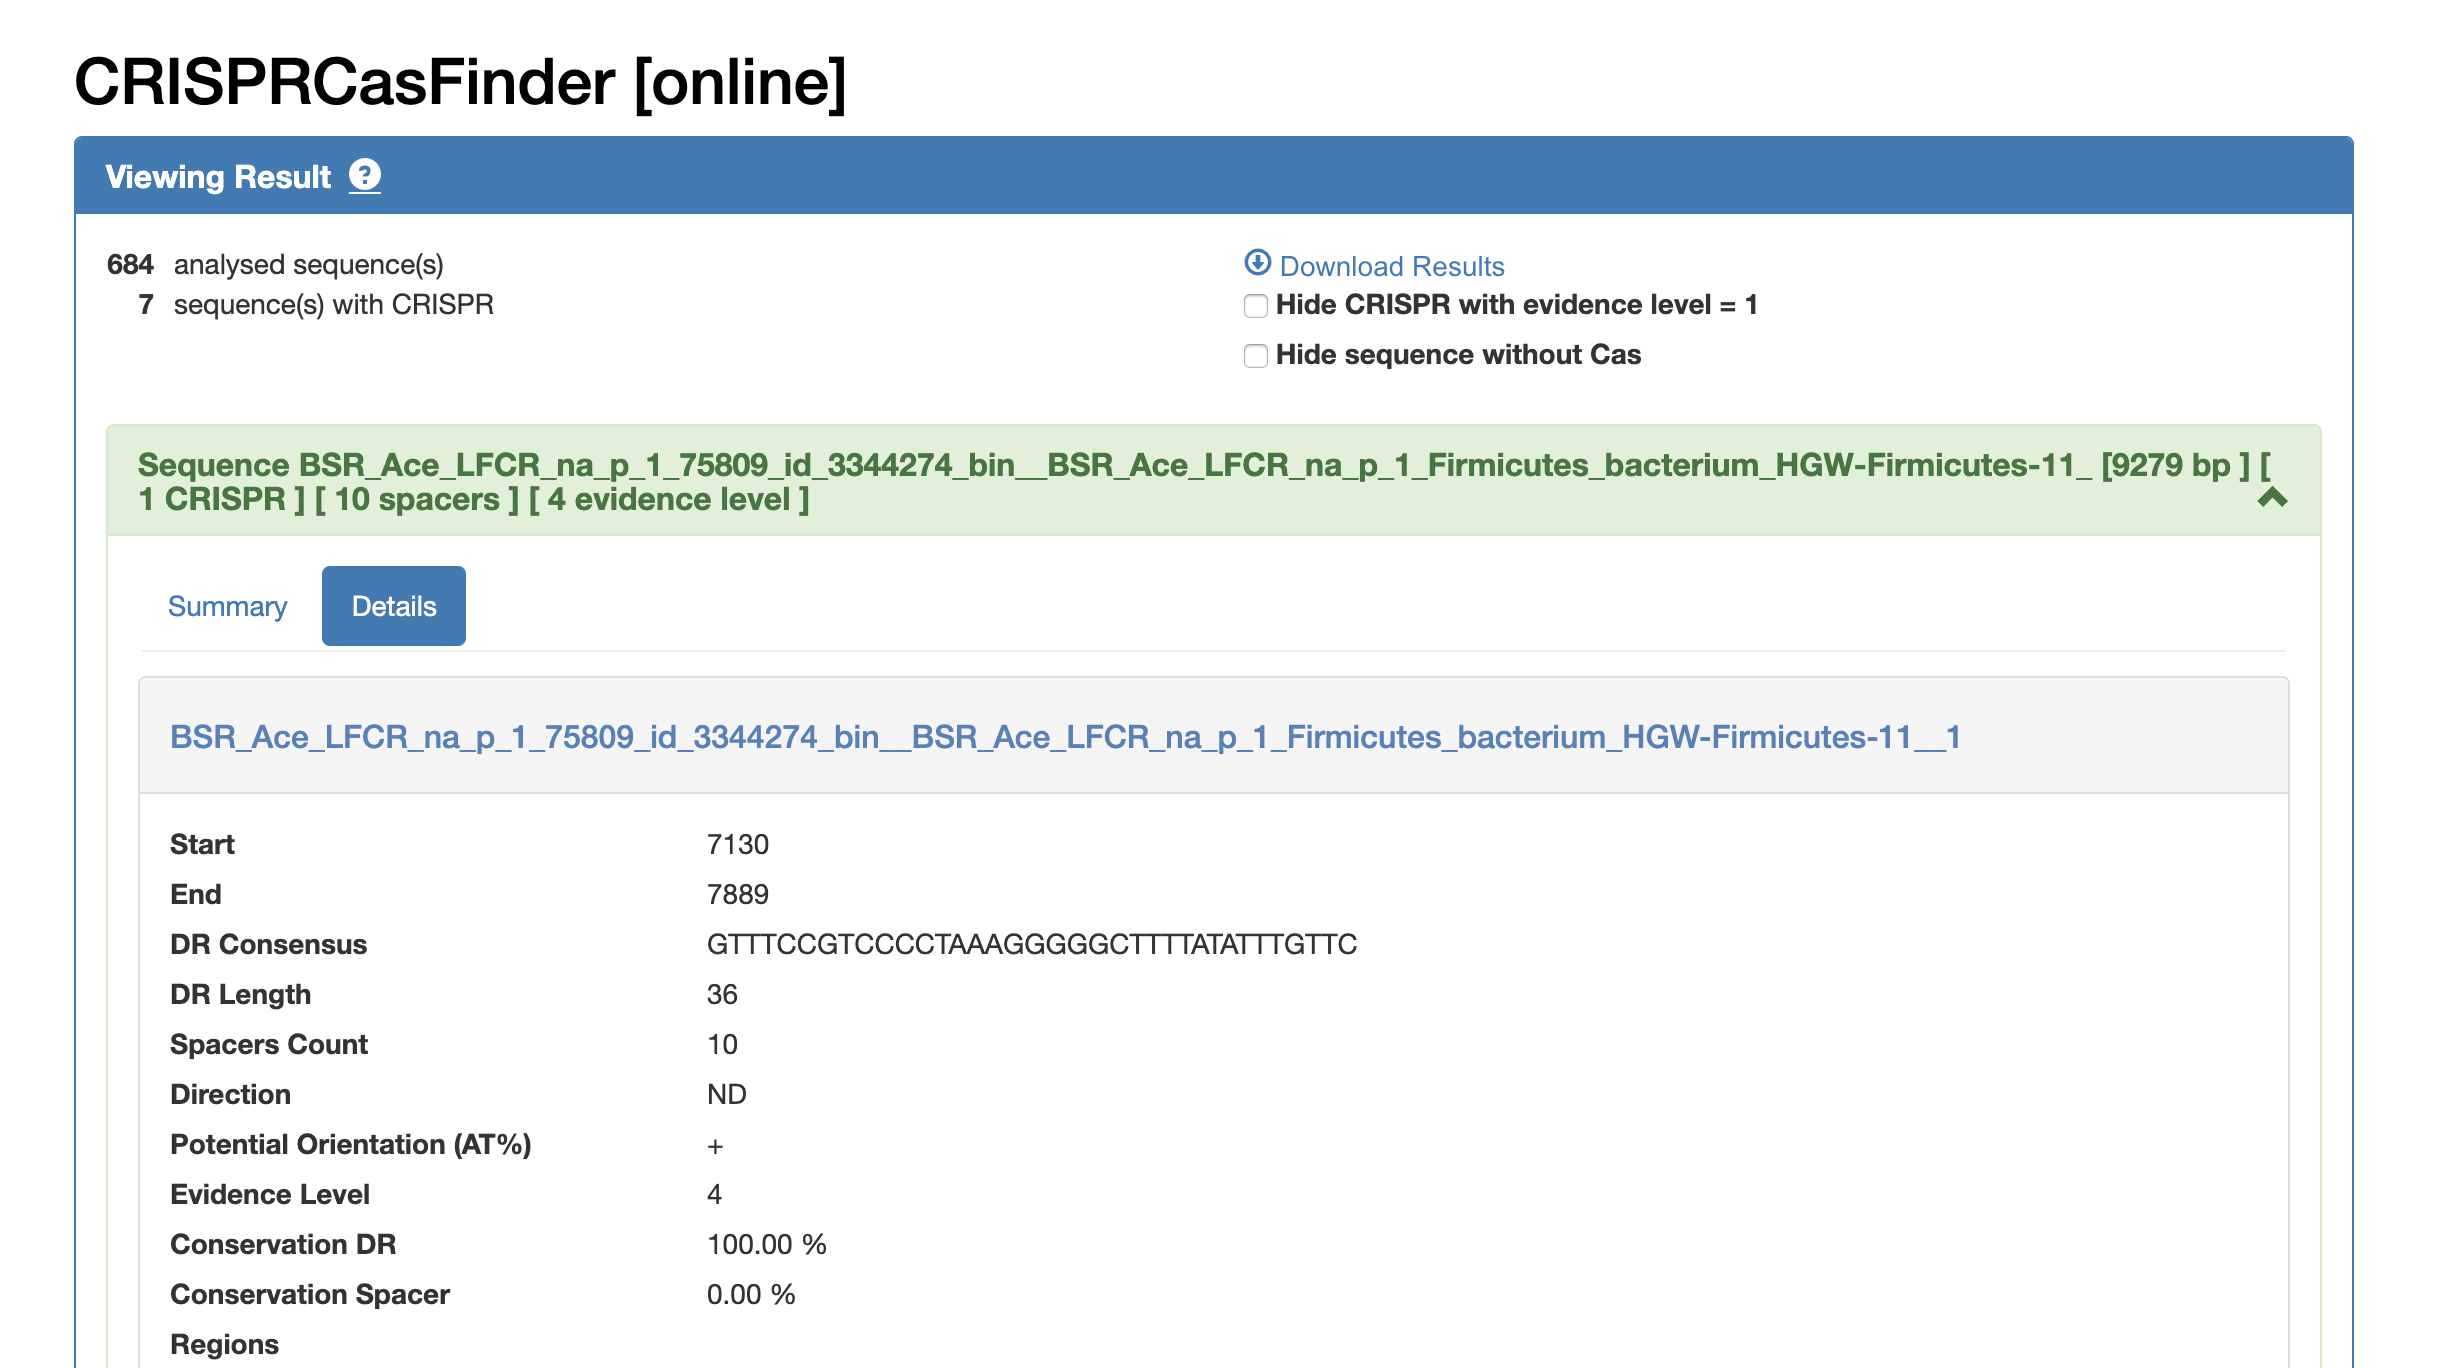 CRISPRCasFinder [online]
Viewing Result ?
684 analysed sequence(s)
7 sequence(s) with CRISPR
Download Results
Hide CRISPR with evidence level = 1
Hide sequence without Cas
Sequence BSR_Ace_LFCR_na_p_1_75809_id_3344274_bin__BSR_Ace_LFCR_na_p_1_Firmicutes_bacterium_HGW-Firmicutes-11_ [9279 bp ] [
1 CRISPR ] [ 10 spacers ] [ 4 evidence level ]
Summary Details
BSR_Ace_LFCR_na_p_1_75809_id_3344274_bin__BSR_Ace_LFCR_na_p_1_Firmicutes_bacterium_HGW-Firmicutes-11__1
Start 7130
End 7889
DR Consensus GTTTCCGTCCCCTAAAGGGGGCTTTTATATTTGTTC
DR Length 36
Spacers Count 10
Direction ND
Potential Orientation (AT%) +
Evidence Level 4
Conservation DR 100.00 %
Conservation Spacer 0.00 %
Regions